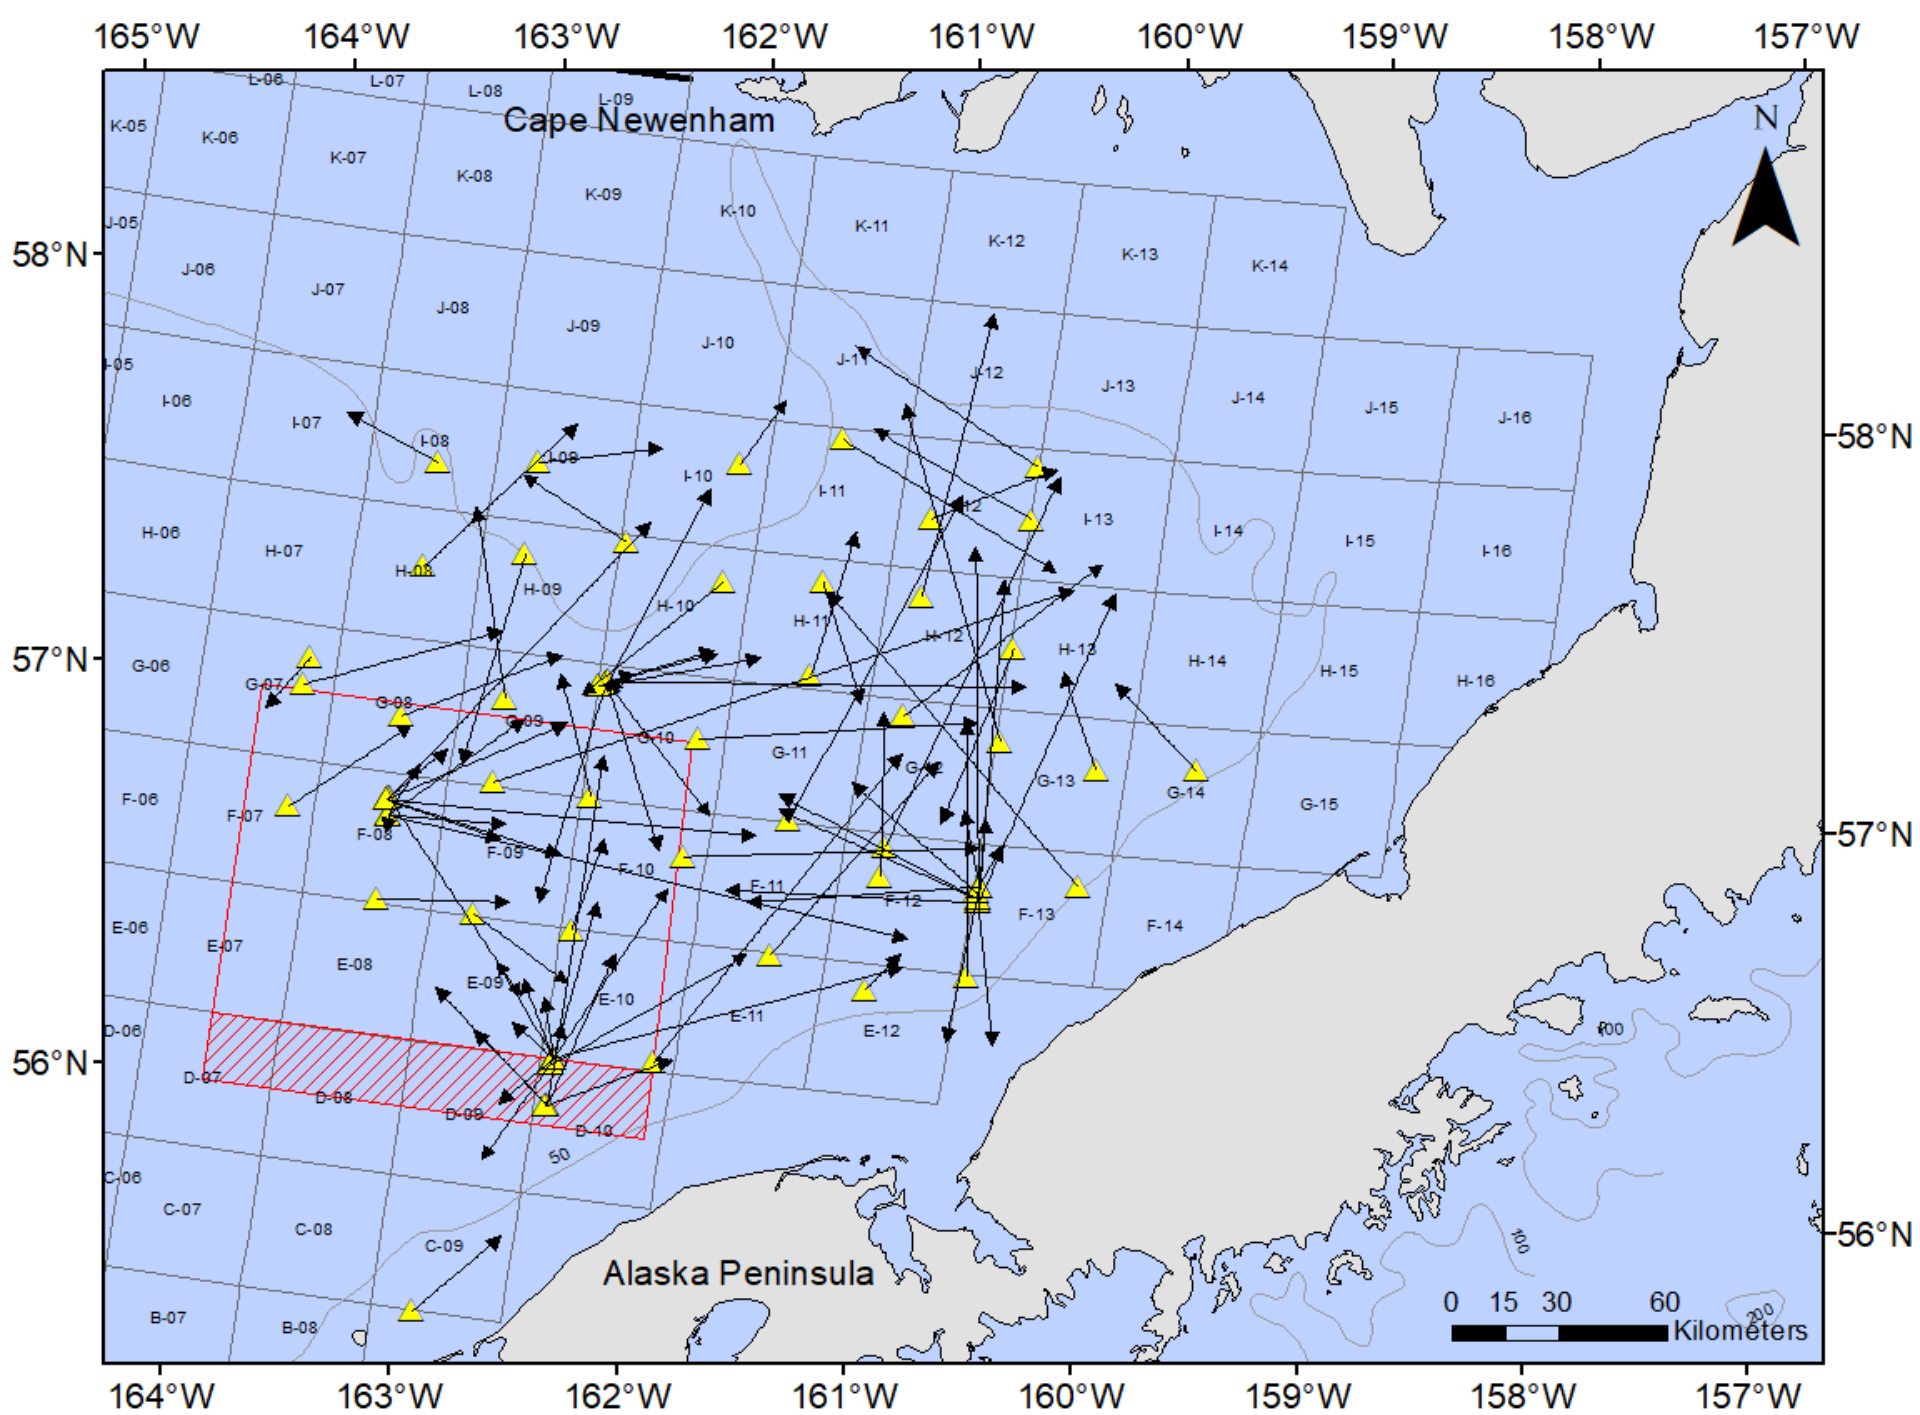 165°W 164°W 163°W 162°W 161°W 160°W 159°W 158°W 157°W
L-06 L-07 L-08 L-09
Cape Newenham
N
K-05 K-06 K-07 K-08 K-09 K-10 K-11 K-12 K-13 K-14
58°N
J-05 J-06 J-07 J-08 J-09 J-10 J-11 J-12 J-13 J-14 J-15 J-16
58°N
I-05 I-06 I-07 I-08 I-09 I-10 I-11 12 I-13 I-14 I-15 I-16
H-06 H-07 H-08 H-09 H-10 H-11 H-12 H-13 H-14 H-15 H-16
57°N
G-06 G-07 G-08 G-09 G-10 G-11 G-12 G-13 G-14 G-15
57°N
F-06 F-07 F-08 F-09 F-10 F-11 F-12 F-13 F-14
E-06 E-07 E-08 E-09 E-10 E-11 E-12
56°N
D-06 D-07 D-08 D-09 D-10
50
C-06 C-07 C-08 C-09
100
56°N
Alaska Peninsula
B-07 B-08
200
0 15 30 60
Kilometers
164°W 163°W 162°W 161°W 160°W 159°W 158°W 157°W